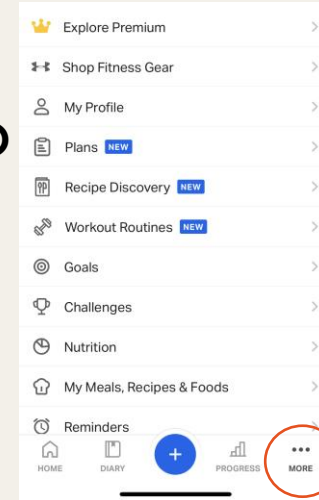 Explore Premium
Shop Fitness Gear
My Profile
Plans NEW
Recipe Discovery NEW
Workout Routines NEW
Goals
Challenges
Nutrition
My Meals, Recipes & Foods
Reminders
HOME DIARY + PROGRESS MORE